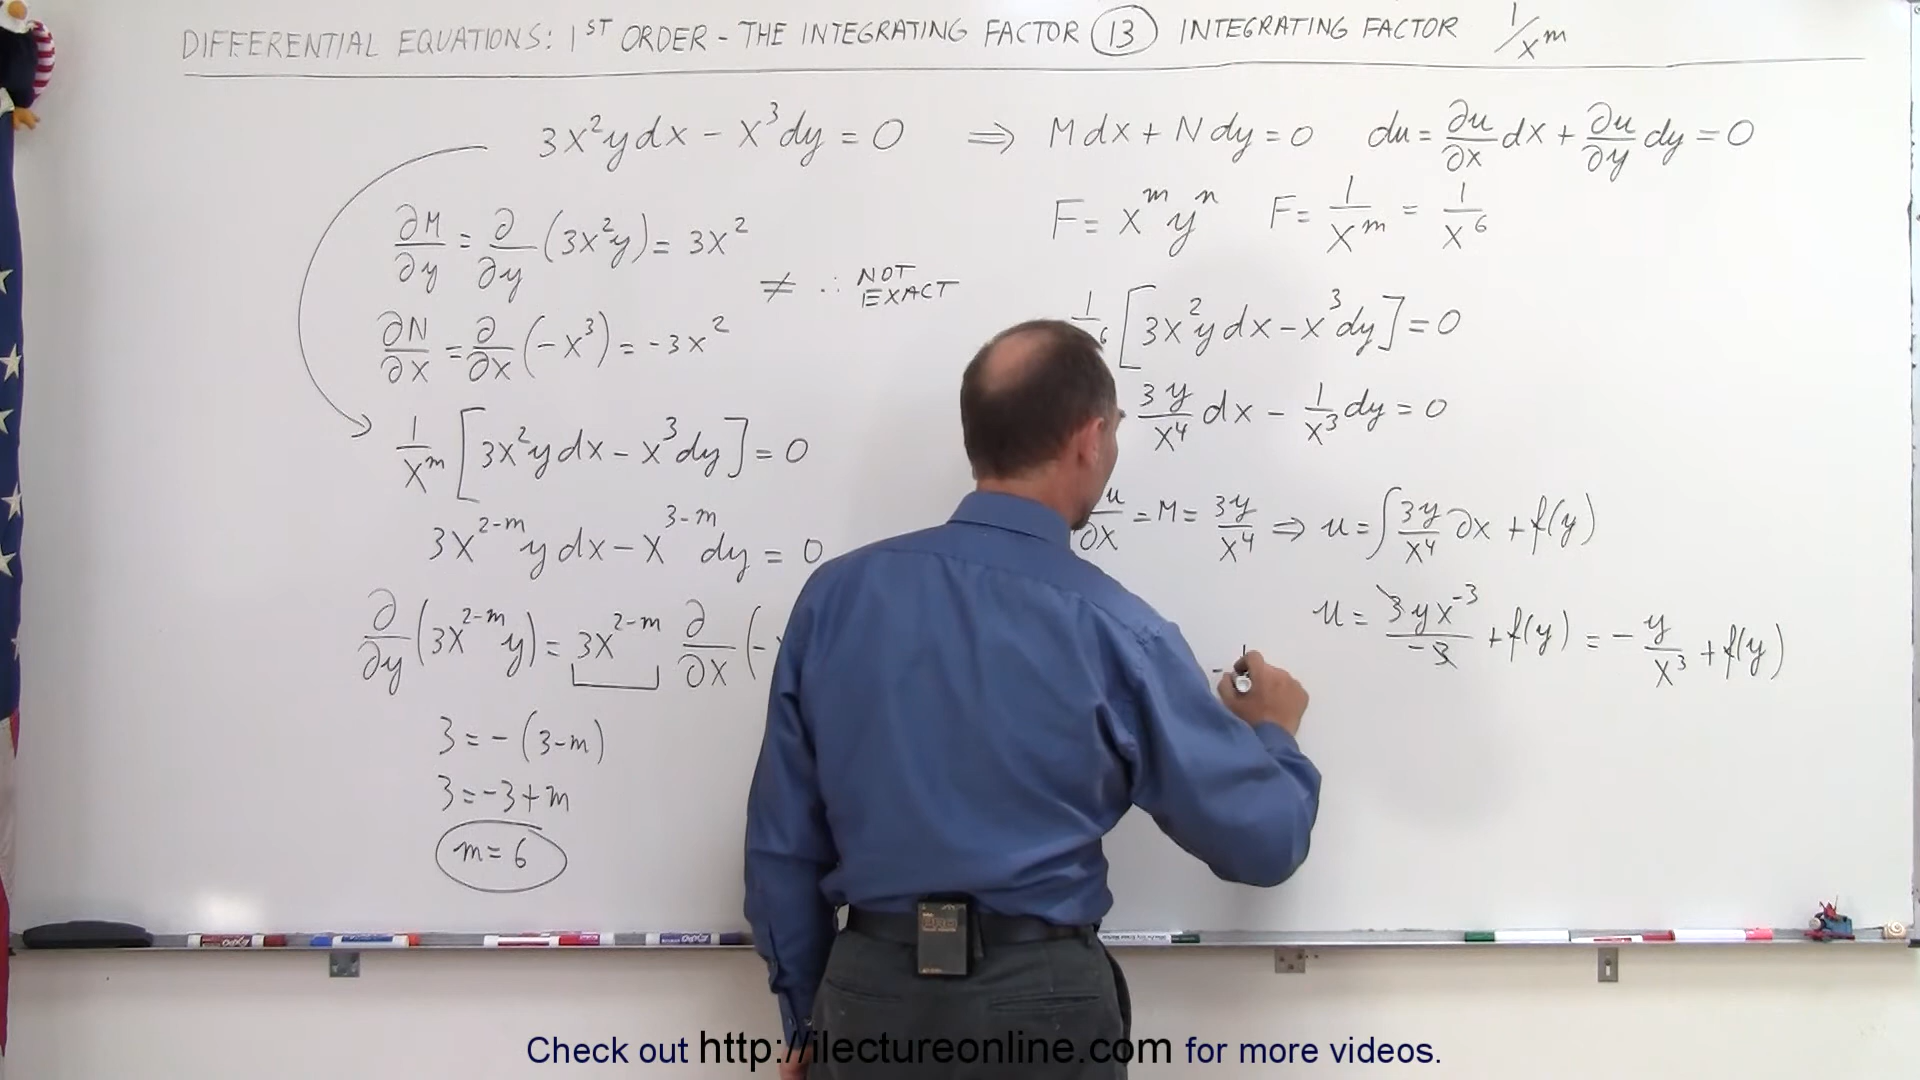 DIFFERENTIAL EQUATIONS: 1ST ORDER - THE INTEGRATING FACTOR 13 INTEGRATING FACTOR 1/x^m
3x²y dx - x³dy = 0 ⇒ M dx + N dy = 0 du = ∂u/∂x dx + ∂u/∂y dy = 0
∂M/∂y = ∂/∂y (3x²y) = 3x²
≠ ∴ NOT EXACT
∂N/∂x = ∂/∂x (-x³) = -3x²
1/x^m [3x²y dx - x³dy] = 0
3x^(2-m) y dx - x^(3-m) dy = 0
∂/∂y (3x^(2-m) y) = 3x^(2-m) ∂/∂x (-
3 = -(3-m)
3 = -3+m
m = 6
F = x^m y^n F = 1/x^m = 1/x⁶
[3x²y dx - x³dy] = 0
3y/x⁴ dx - 1/x³ dy = 0
u/∂x = M = 3y/x⁴ ⇒ u = ∫ 3y/x⁴ ∂x + f(y)
u = 3yx⁻³/-3 + f(y) = - y/x³ + f(y)
Check out http://ilectureonline.com for more videos.